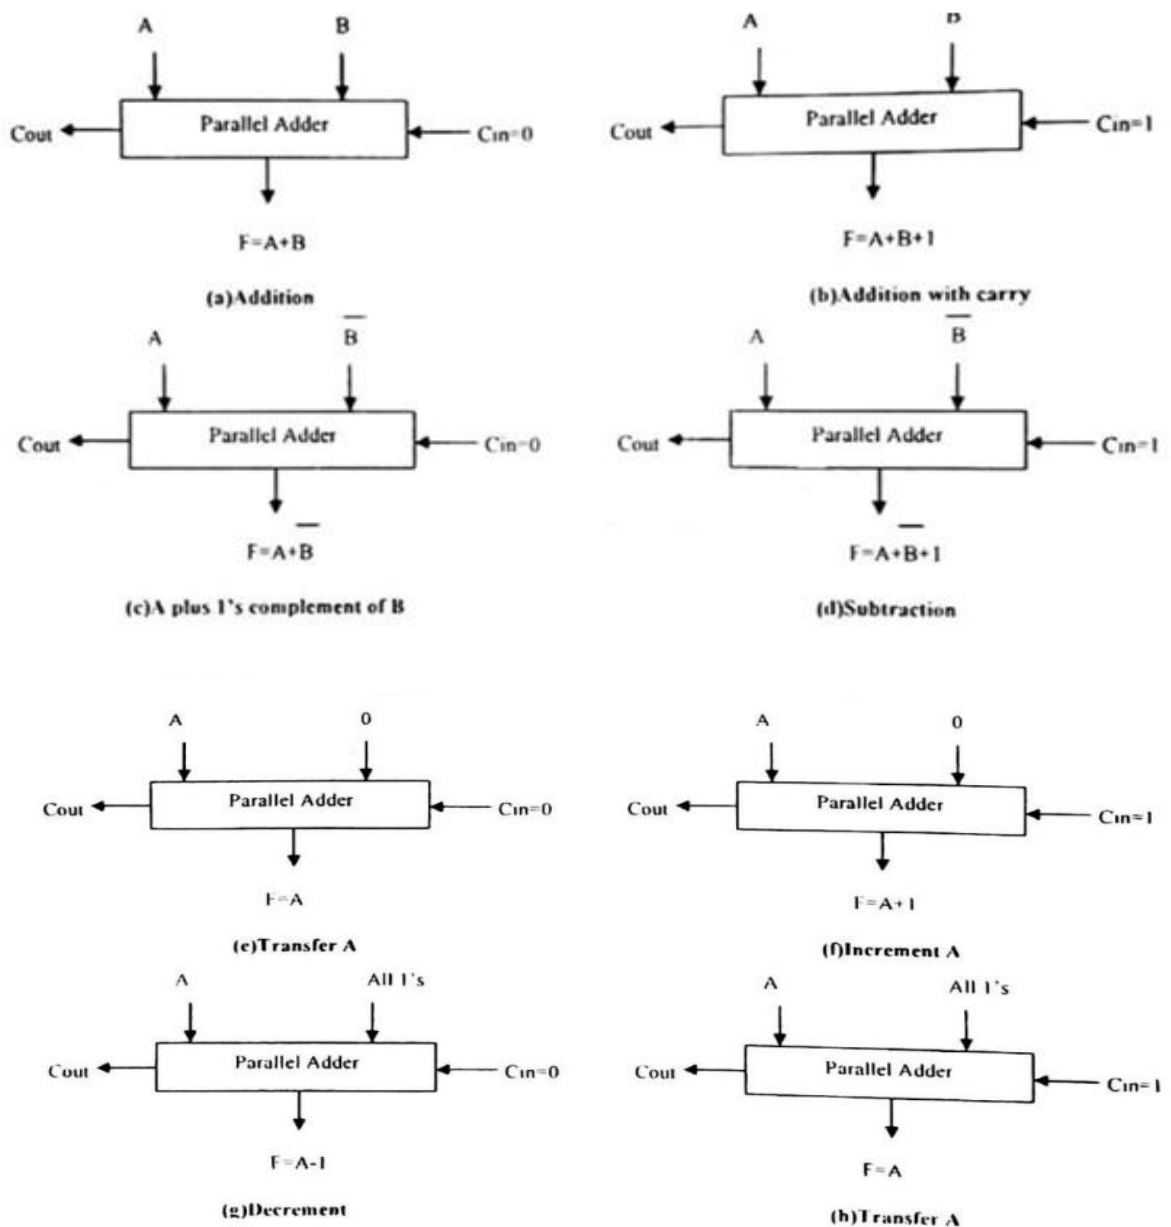 A B
Parallel Adder
Cout Cin=0
F=A+B
(a)Addition
A B
Parallel Adder
Cout Cin=1
F=A+B+1
(b)Addition with carry
A B̅
Parallel Adder
Cout Cin=0
F=A+B̅
(c)A plus 1's complement of B
A B̅
Parallel Adder
Cout Cin=1
F=A+B̅+1
(d)Subtraction
A 0
Parallel Adder
Cout Cin=0
F=A
(e)Transfer A
A 0
Parallel Adder
Cout Cin=1
F=A+1
(f)Increment A
A All 1's
Parallel Adder
Cout Cin=0
F=A-1
(g)Decrement
A All 1's
Parallel Adder
Cout Cin=1
F=A
(h)Transfer A